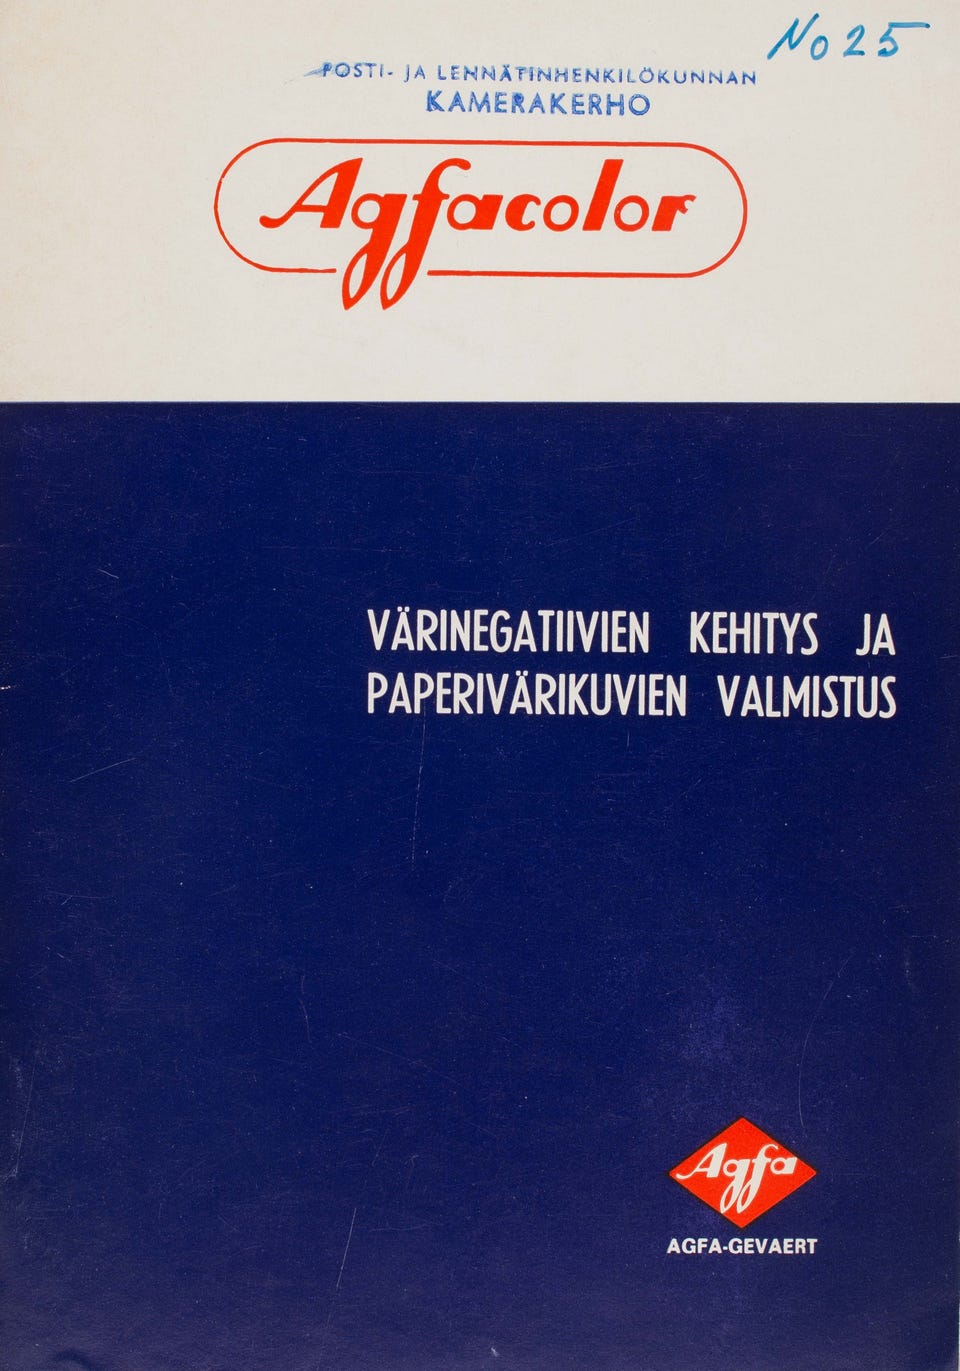 No 25
POSTI- JA LENNÄTINHENKILÖKUNNAN
KAMERAKERHO
Agfacolor
VÄRINEGATIIVIEN KEHITYS JA
PAPERIVÄRIKUVIEN VALMISTUS
Agfa
AGFA-GEVAERT